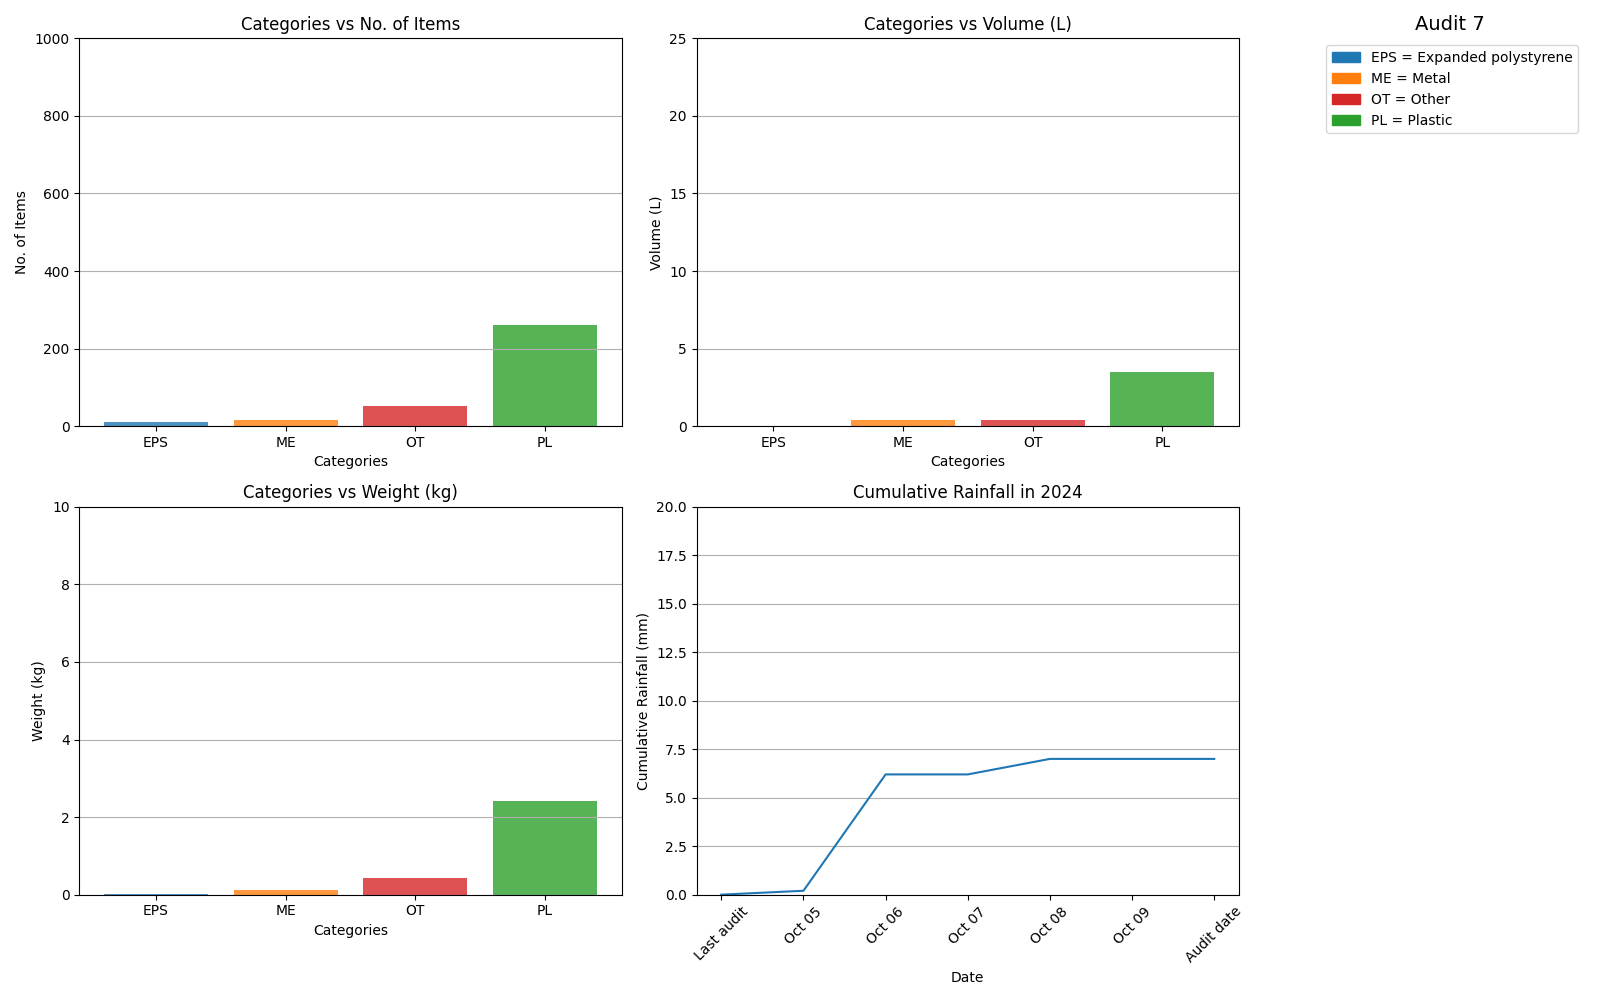 Categories vs No. of Items
1000
800
600
400
200
0
No. of Items
EPS ME OT PL
Categories
Categories vs Volume (L)
25
20
15
10
5
0
Volume (L)
EPS ME OT PL
Categories
Audit 7
EPS = Expanded polystyrene
ME = Metal
OT = Other
PL = Plastic
Categories vs Weight (kg)
10
8
6
4
2
0
Weight (kg)
EPS ME OT PL
Categories
Cumulative Rainfall in 2024
20.0
17.5
15.0
12.5
10.0
7.5
5.0
2.5
0.0
Cumulative Rainfall (mm)
Last audit Oct 05 Oct 06 Oct 07 Oct 08 Oct 09 Audit date
Date